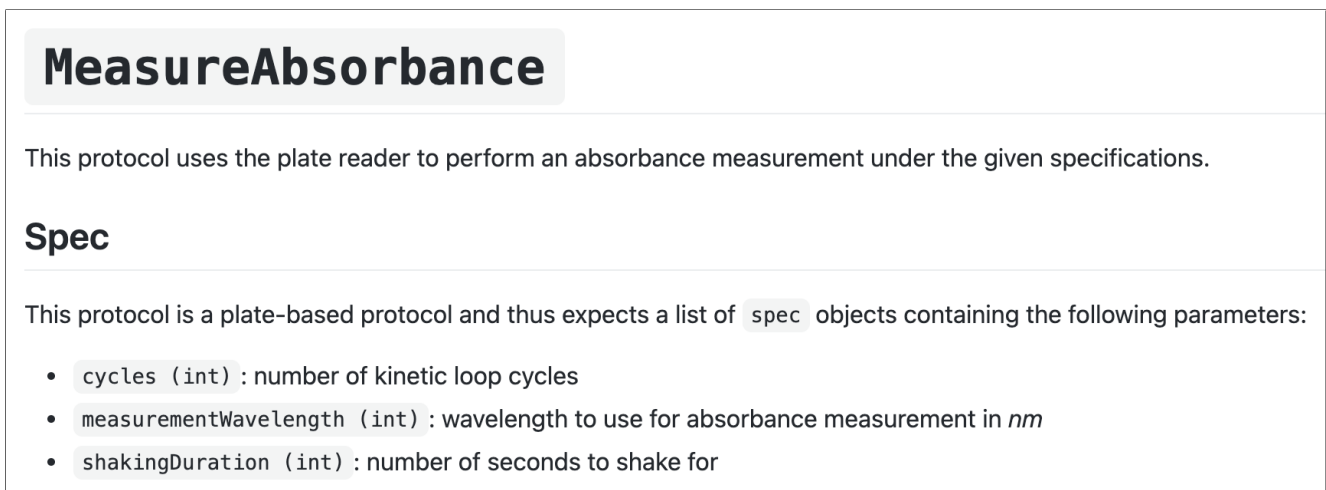 MeasureAbsorbance
This protocol uses the plate reader to perform an absorbance measurement under the given specifications.
Spec
This protocol is a plate-based protocol and thus expects a list of spec objects containing the following parameters:
• cycles (int) : number of kinetic loop cycles
• measurementWavelength (int) : wavelength to use for absorbance measurement in nm
• shakingDuration (int) : number of seconds to shake for